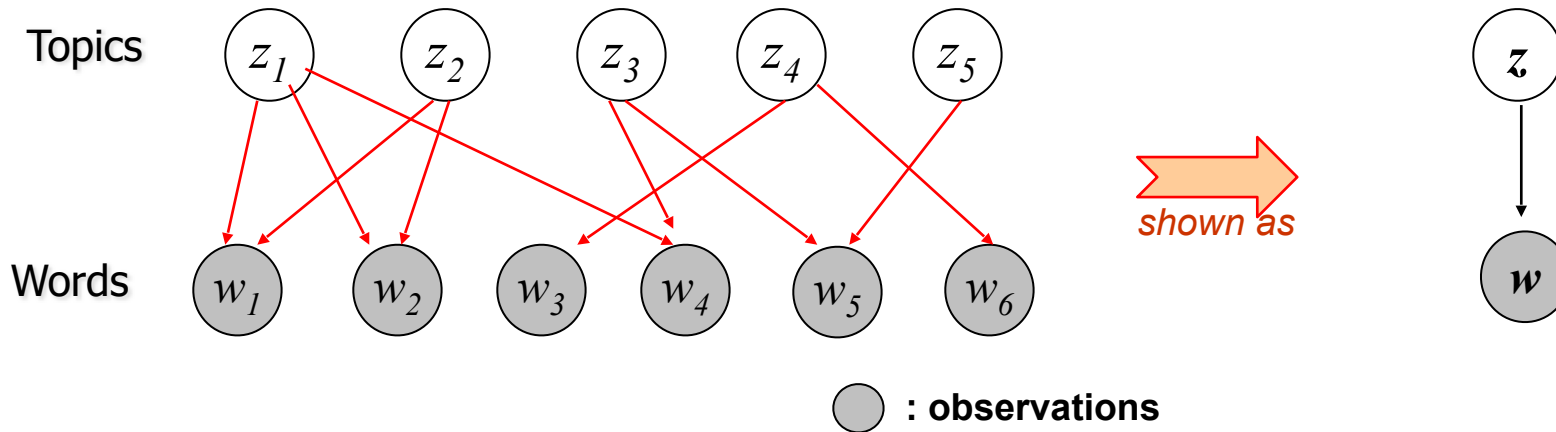 Topics z1 z2 z3 z4 z5 z
shown as
Words w1 w2 w3 w4 w5 w6 w
: observations